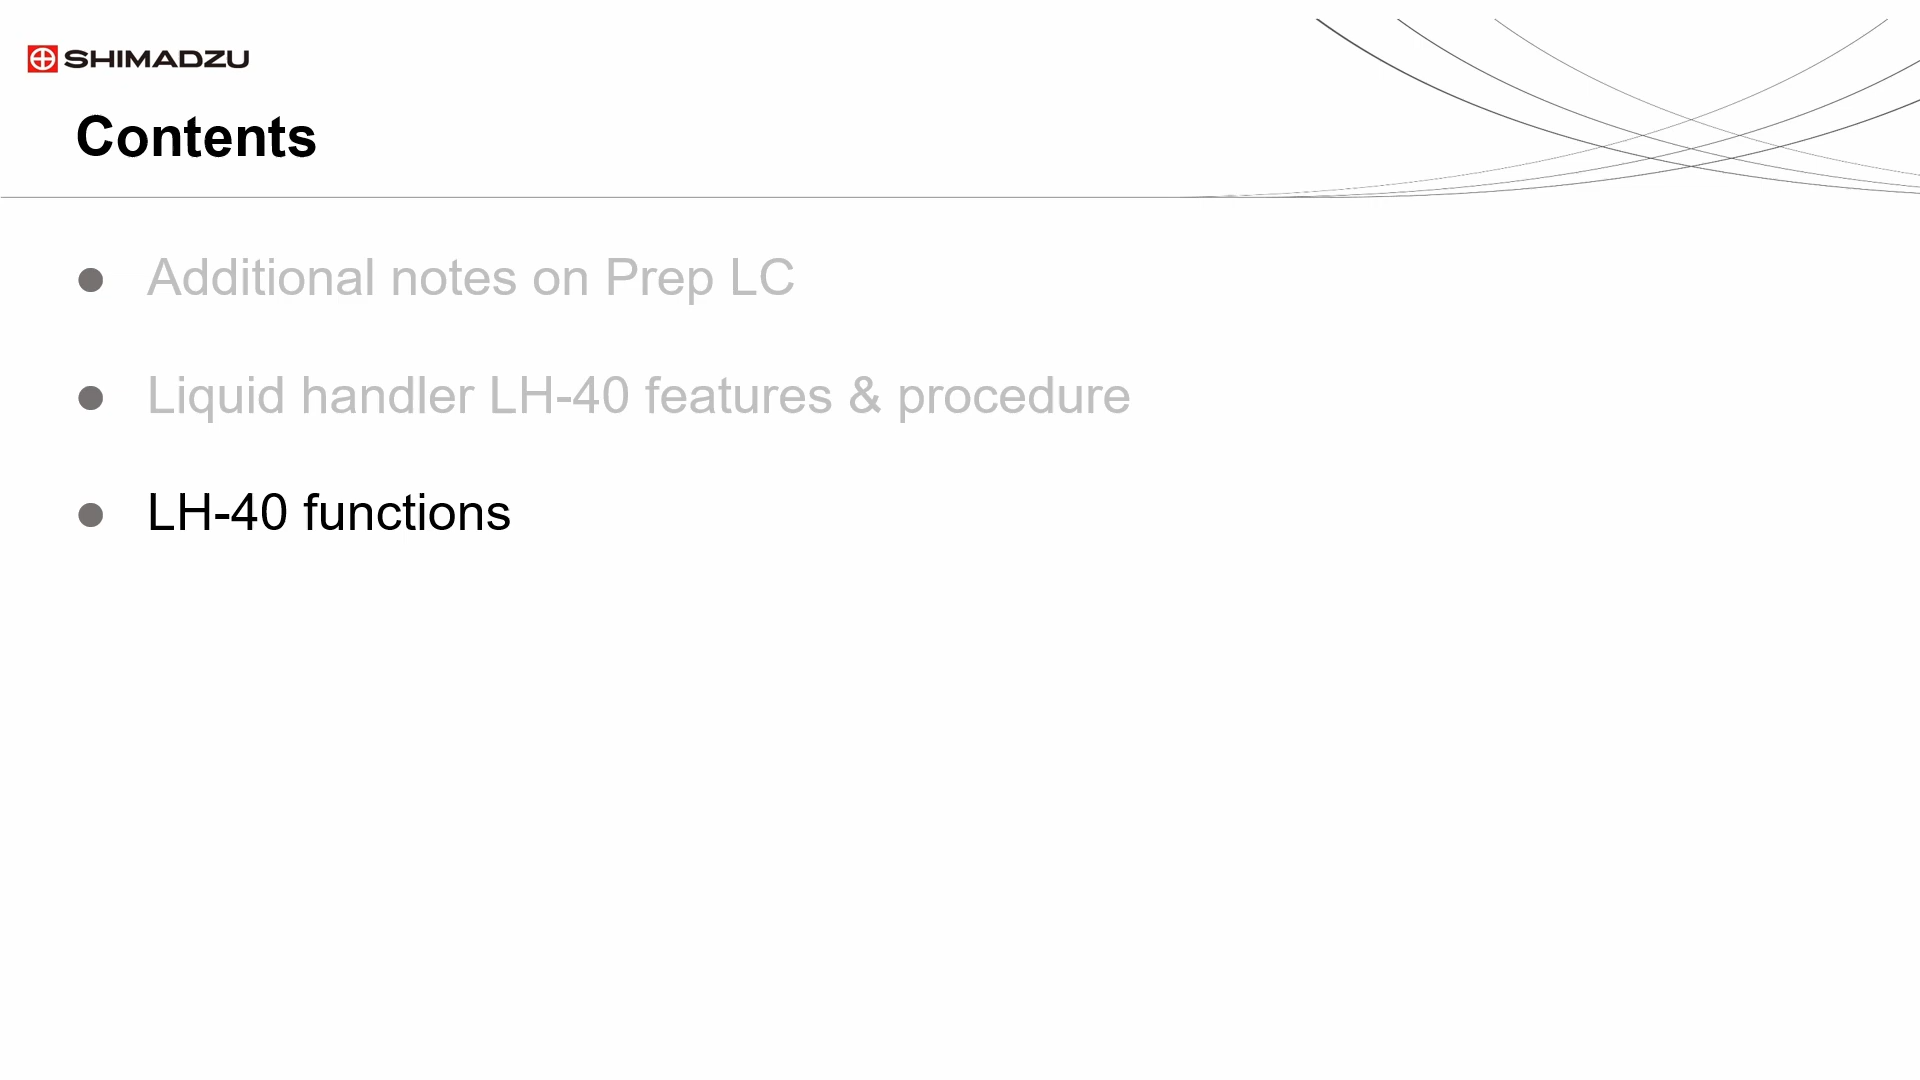 SHIMADZU
Contents
Additional notes on Prep LC
Liquid handler LH-40 features & procedure
LH-40 functions